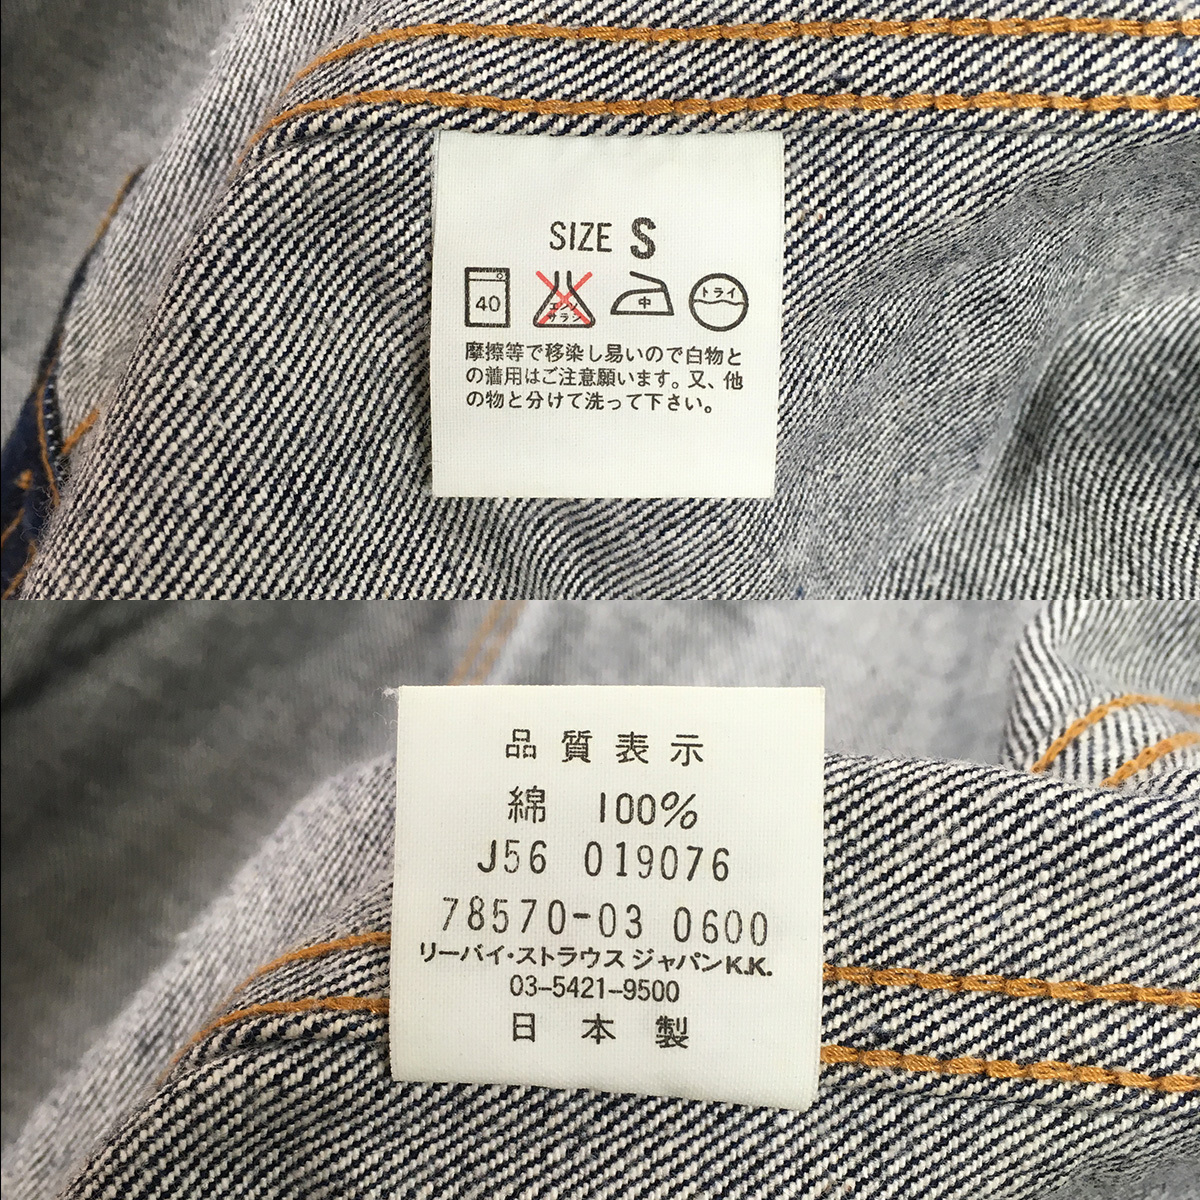 SIZE S
40 エンソ サラシ 中 ドライ
摩擦等で移染し易いので白物と
の着用はご注意願います。又、他
の物と分けて洗って下さい。
品質表示
綿 100%
J56 019076
78570-03 0600
リーバイ・ストラウス ジャパンK.K.
03-5421-9500
日本製